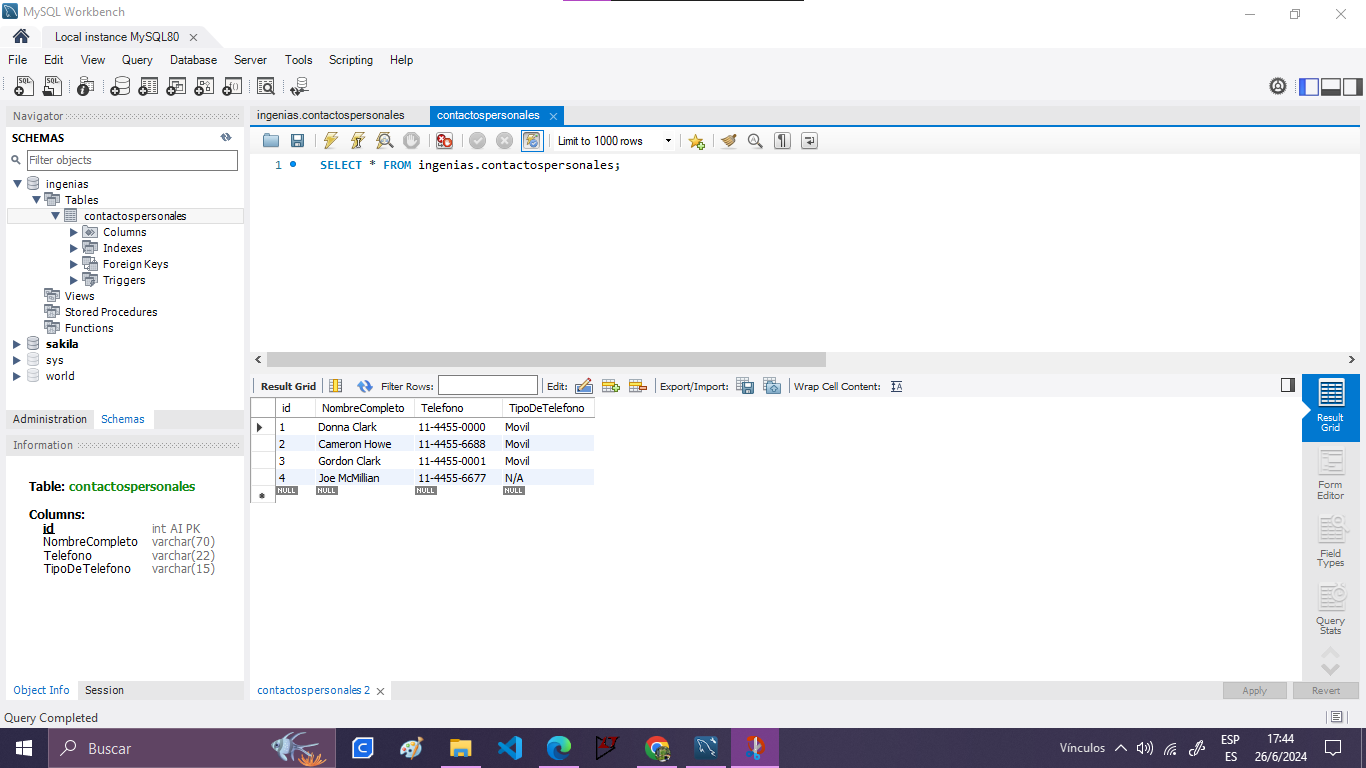 MySQL Workbench
Local instance MySQL80
File Edit View Query Database Server Tools Scripting Help
Navigator
SCHEMAS
Filter objects
ingenias
Tables
contactospersonales
Columns
Indexes
Foreign Keys
Triggers
Views
Stored Procedures
Functions
sakila
sys
world
Administration Schemas
Information
Table: contactospersonales
Columns:
id int AI PK
NombreCompleto varchar(70)
Telefono varchar(22)
TipoDeTelefono varchar(15)
Object Info Session
ingenias.contactospersonales contactospersonales
Limit to 1000 rows
1 SELECT * FROM ingenias.contactospersonales;
Result Grid Filter Rows: Edit: Export/Import: Wrap Cell Content:
id NombreCompleto Telefono TipoDeTelefono
1 Donna Clark 11-4455-0000 Movil
2 Cameron Howe 11-4455-6688 Movil
3 Gordon Clark 11-4455-0001 Movil
4 Joe McMillian 11-4455-6677 N/A
NULL NULL NULL NULL
Result
Grid
Form
Editor
Field
Types
Query
Stats
contactospersonales 2
Apply Revert
Query Completed
Buscar
Vínculos
ESP
ES
17:44
26/6/2024